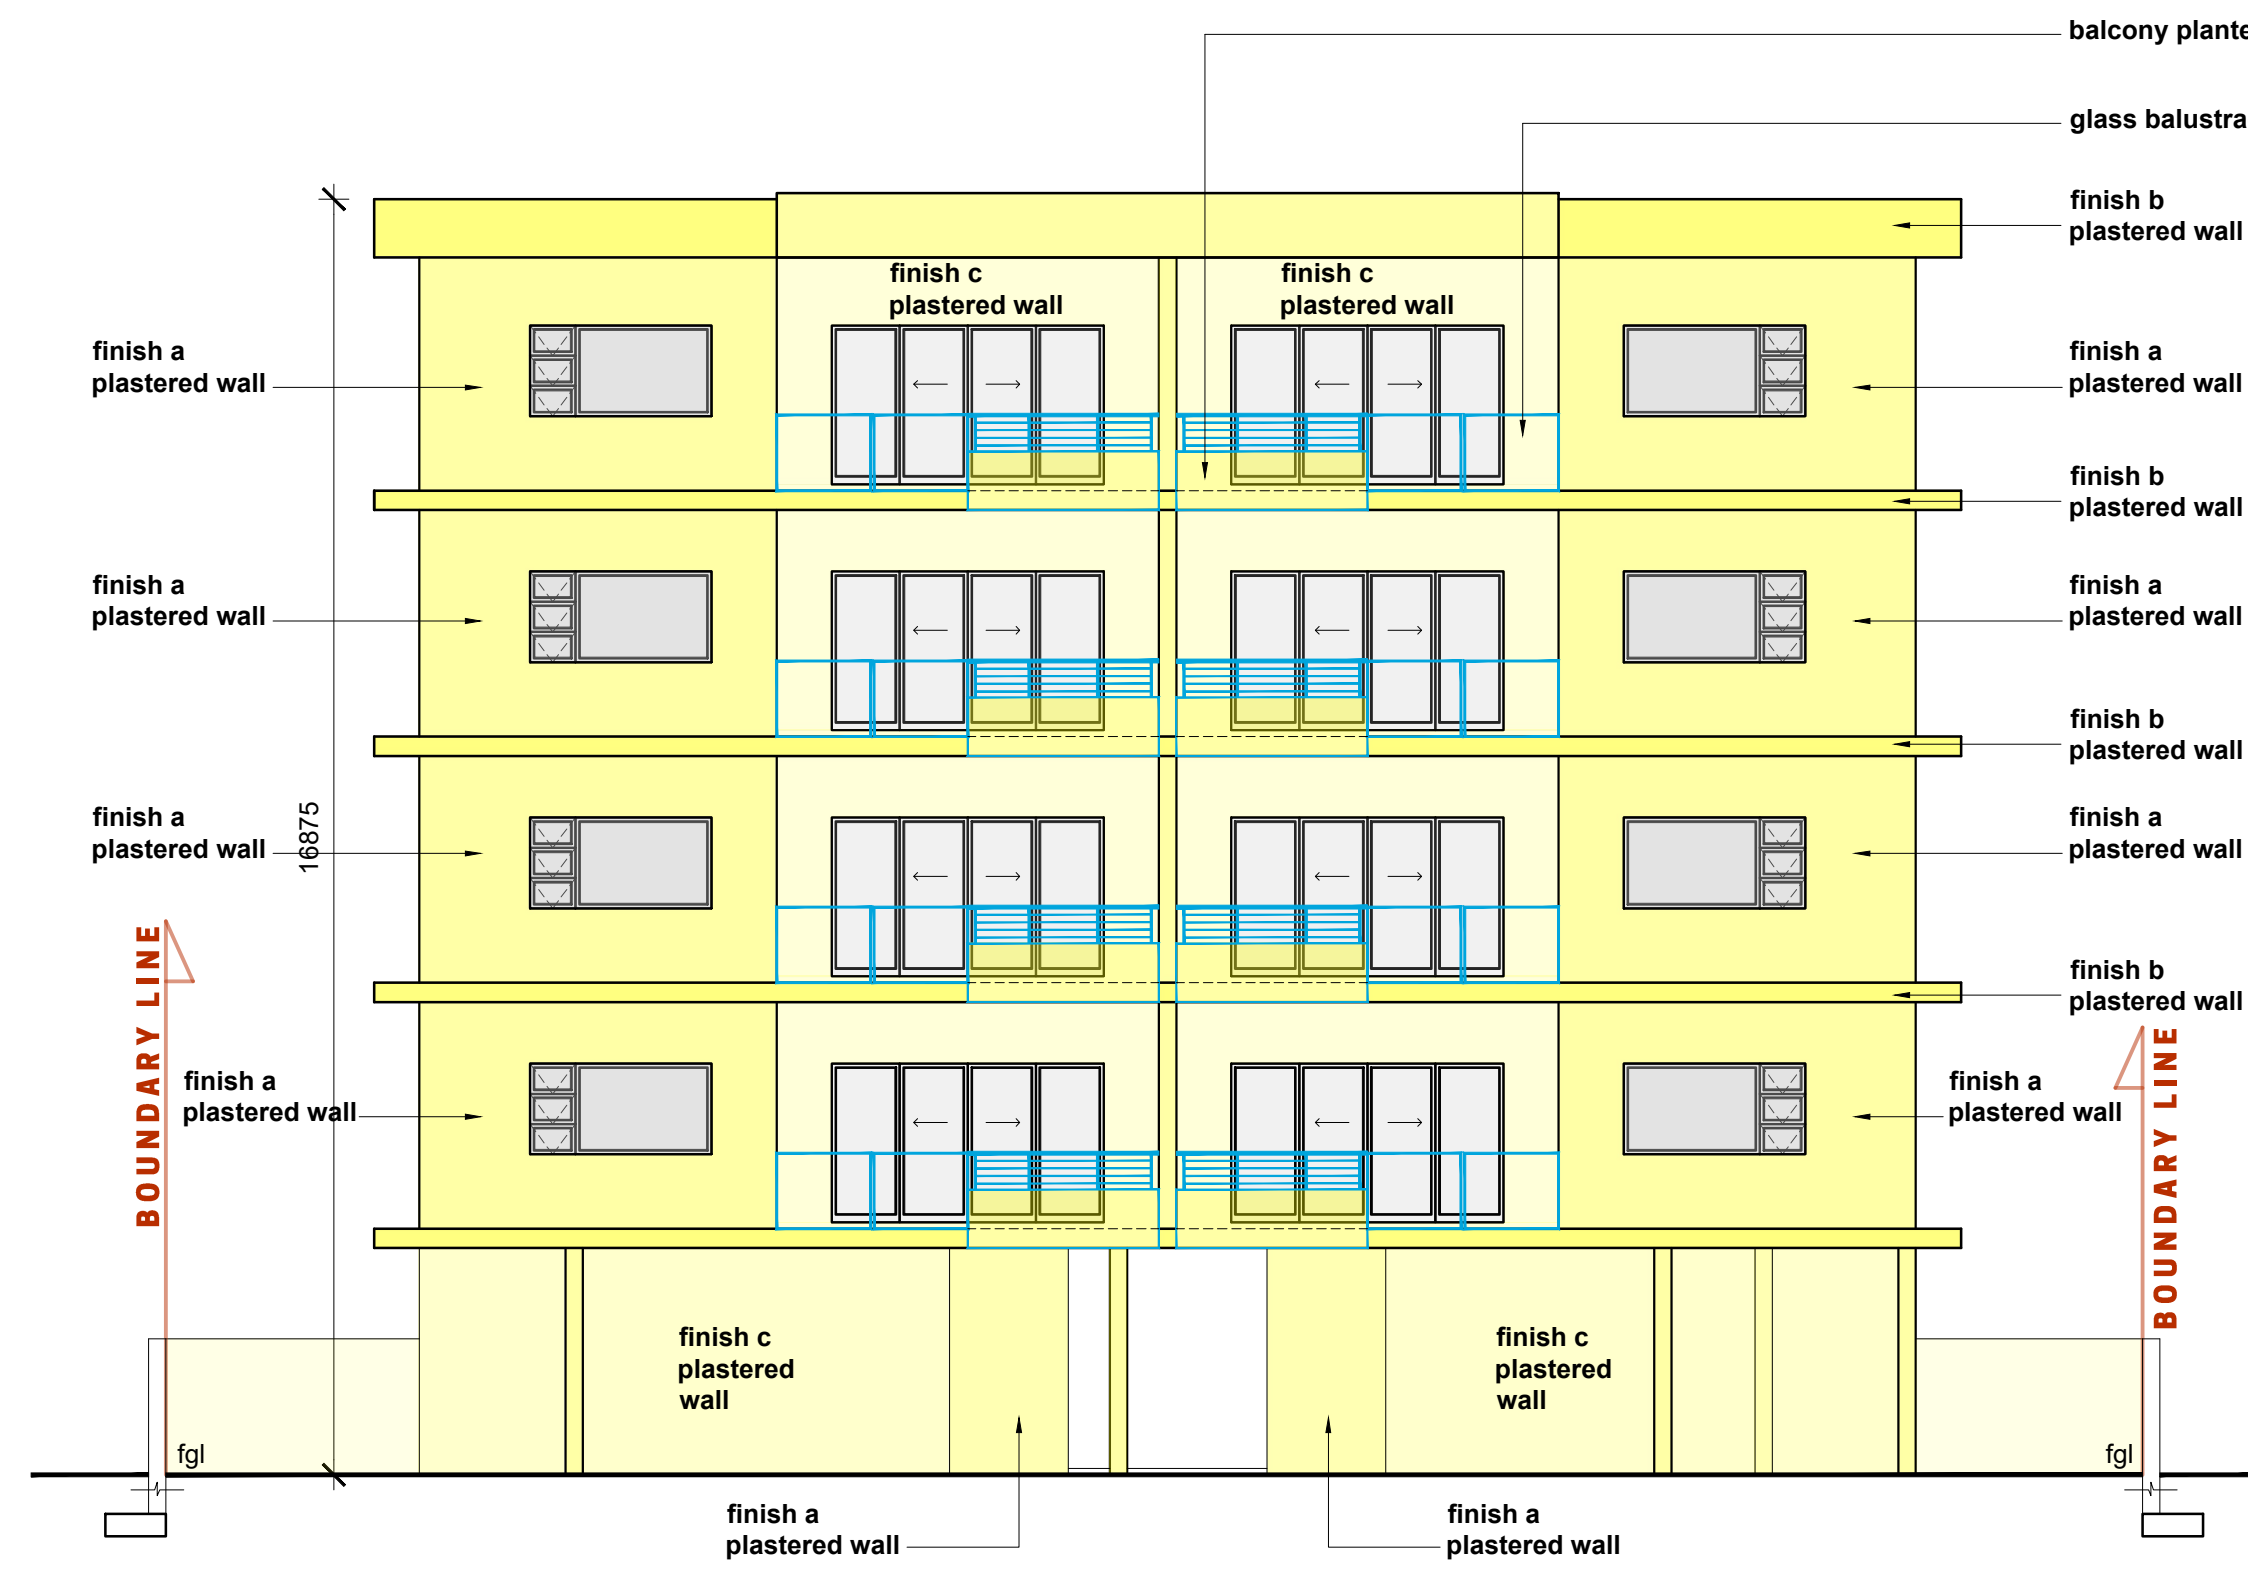 balcony plante
glass balustra
finish b
plastered wall
finish c
plastered wall
finish c
plastered wall
finish a
plastered wall
finish a
plastered wall
finish b
plastered wall
finish a
plastered wall
finish a
plastered wall
finish b
plastered wall
finish a
plastered wall
16875
finish a
plastered wall
finish b
plastered wall
BOUNDARY LINE
finish a
plastered wall
finish a
plastered wall
BOUNDARY LINE
finish c
plastered
wall
finish c
plastered
wall
fgl
fgl
finish a
plastered wall
finish a
plastered wall